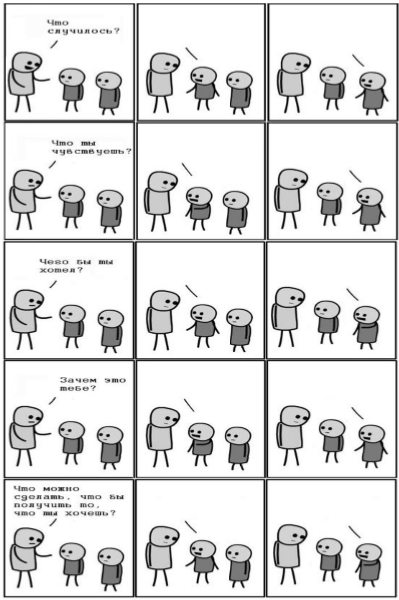 Что
случилось?
Что ты
чувствуешь?
Чего бы ты
хотел?
Зачем это
тебе?
Что можно
сделать, что бы
получить то,
что ты хочешь?